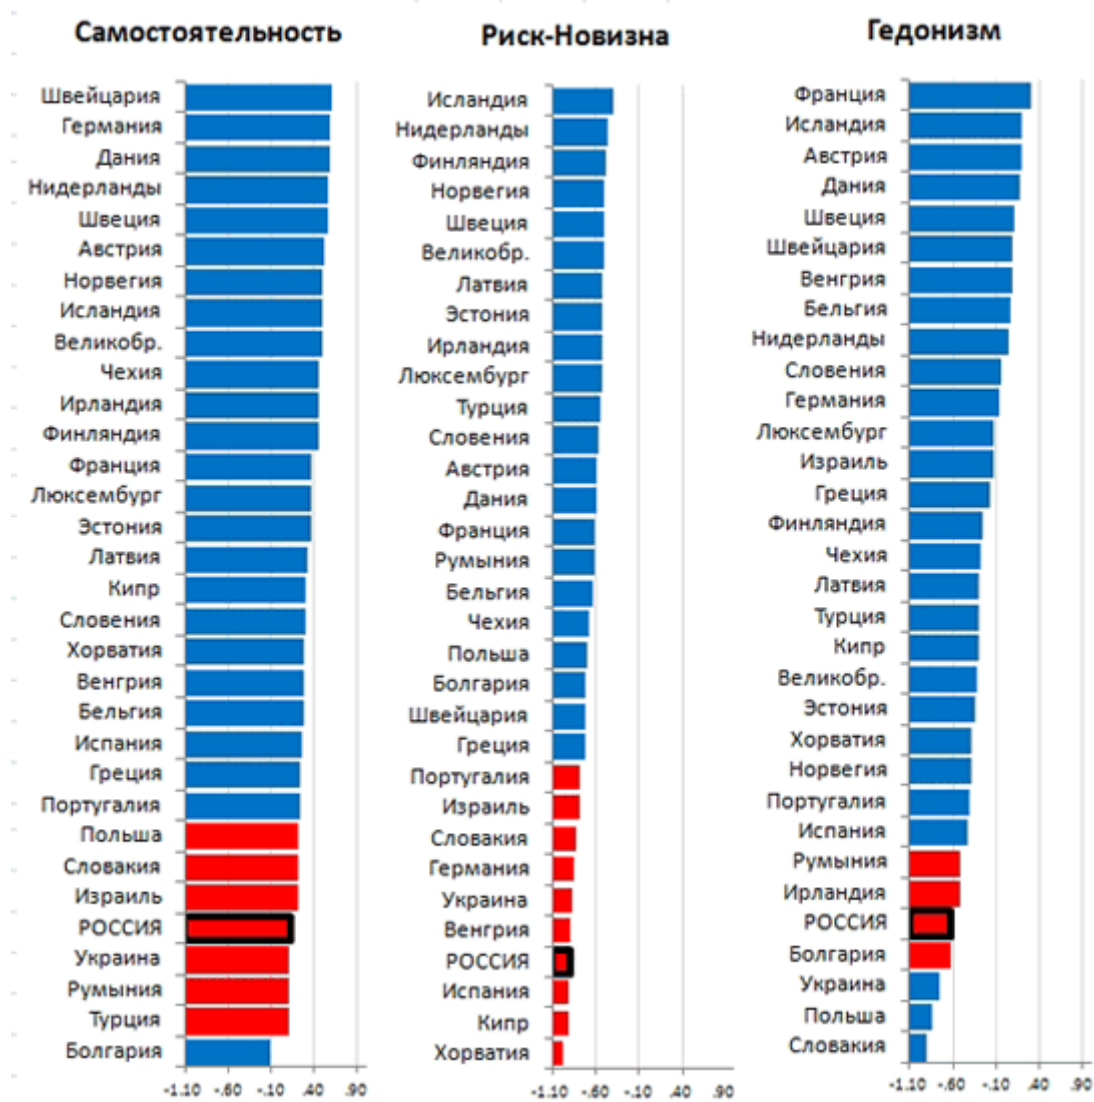 Самостоятельность
Швейцария
Германия
Дания
Нидерланды
Швеция
Австрия
Норвегия
Исландия
Великобр.
Чехия
Ирландия
Финляндия
Франция
Люксембург
Эстония
Латвия
Кипр
Словения
Хорватия
Венгрия
Бельгия
Испания
Греция
Португалия
Польша
Словакия
Израиль
РОССИЯ
Украина
Румыния
Турция
Болгария
-1.10 -.60 -.10 .40 .90
Риск-Новизна
Исландия
Нидерланды
Финляндия
Норвегия
Швеция
Великобр.
Латвия
Эстония
Ирландия
Люксембург
Турция
Словения
Австрия
Дания
Франция
Румыния
Бельгия
Чехия
Польша
Болгария
Швейцария
Греция
Португалия
Израиль
Словакия
Германия
Украина
Венгрия
РОССИЯ
Испания
Кипр
Хорватия
-1.10 -.60 -.10 .40 .90
Гедонизм
Франция
Исландия
Австрия
Дания
Швеция
Швейцария
Венгрия
Бельгия
Нидерланды
Словения
Германия
Люксембург
Израиль
Греция
Финляндия
Чехия
Латвия
Турция
Кипр
Великобр.
Эстония
Хорватия
Норвегия
Португалия
Испания
Румыния
Ирландия
РОССИЯ
Болгария
Украина
Польша
Словакия
-1.10 -.60 -.10 .40 .90